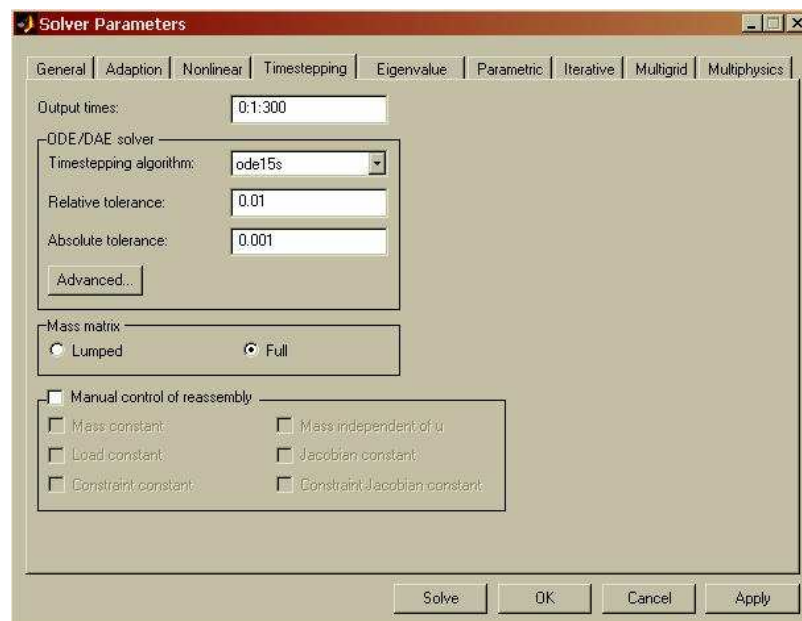 Solver Parameters
General Adaption Nonlinear Timestepping Eigenvalue Parametric Iterative Multigrid Multiphysics
Output times: 0:1:300
ODE/DAE solver
Timestepping algorithm: ode15s
Relative tolerance: 0.01
Absolute tolerance: 0.001
Advanced...
Mass matrix
Lumped Full
Manual control of reassembly
Mass constant Mass independent of u
Load constant Jacobian constant
Constraint constant Constraint Jacobian constant
Solve OK Cancel Apply